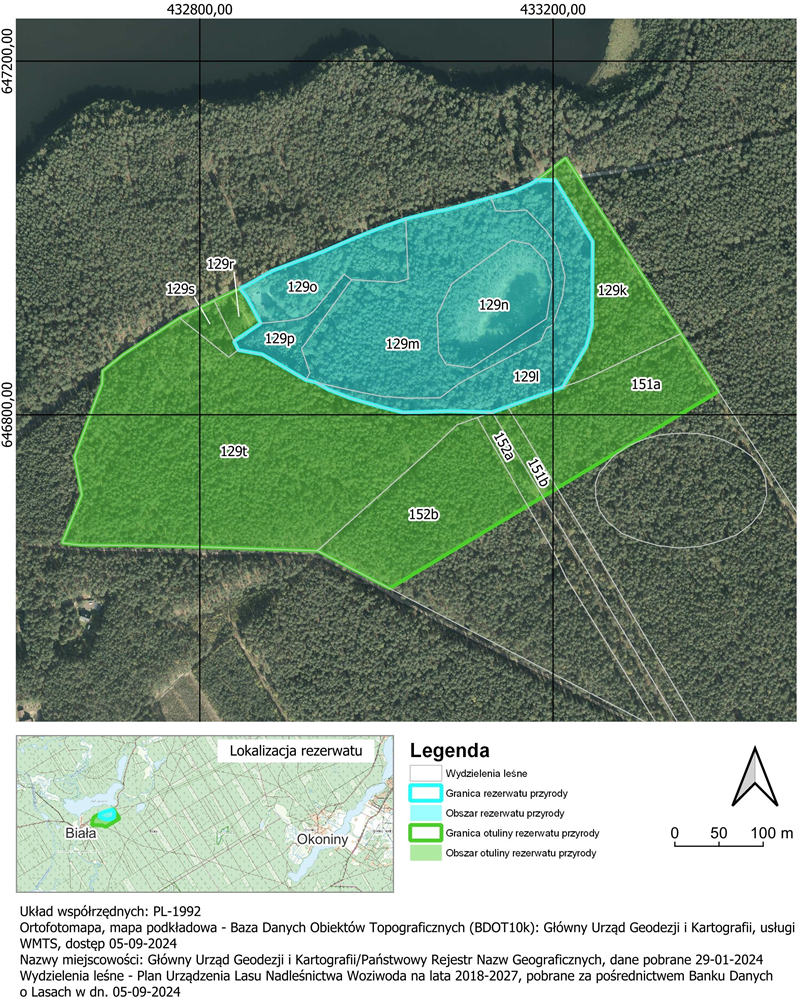 432800,00
433200,00
647200,00
646800,00
129r
129s
129o
129k
129n
129p
129m
129l
151a
129t
152a
151b
152b
Lokalizacja rezerwatu
Biała
Okoniny
Legenda
Wydzielenia leśne
Granica rezerwatu przyrody
Obszar rezerwatu przyrody
Granica otuliny rezerwatu przyrody
Obszar otuliny rezerwatu przyrody
0 50 100 m
Układ współrzędnych: PL-1992
Ortofotomapa, mapa podkładowa - Baza Danych Obiektów Topograficznych (BDOT10k): Główny Urząd Geodezji i Kartografii, usługi
WMTS, dostęp 05-09-2024
Nazwy miejscowości: Główny Urząd Geodezji i Kartografii/Państwowy Rejestr Nazw Geograficznych, dane pobrane 29-01-2024
Wydzielenia leśne - Plan Urządzenia Lasu Nadleśnictwa Woziwoda na lata 2018-2027, pobrane za pośrednictwem Banku Danych
o Lasach w dn. 05-09-2024